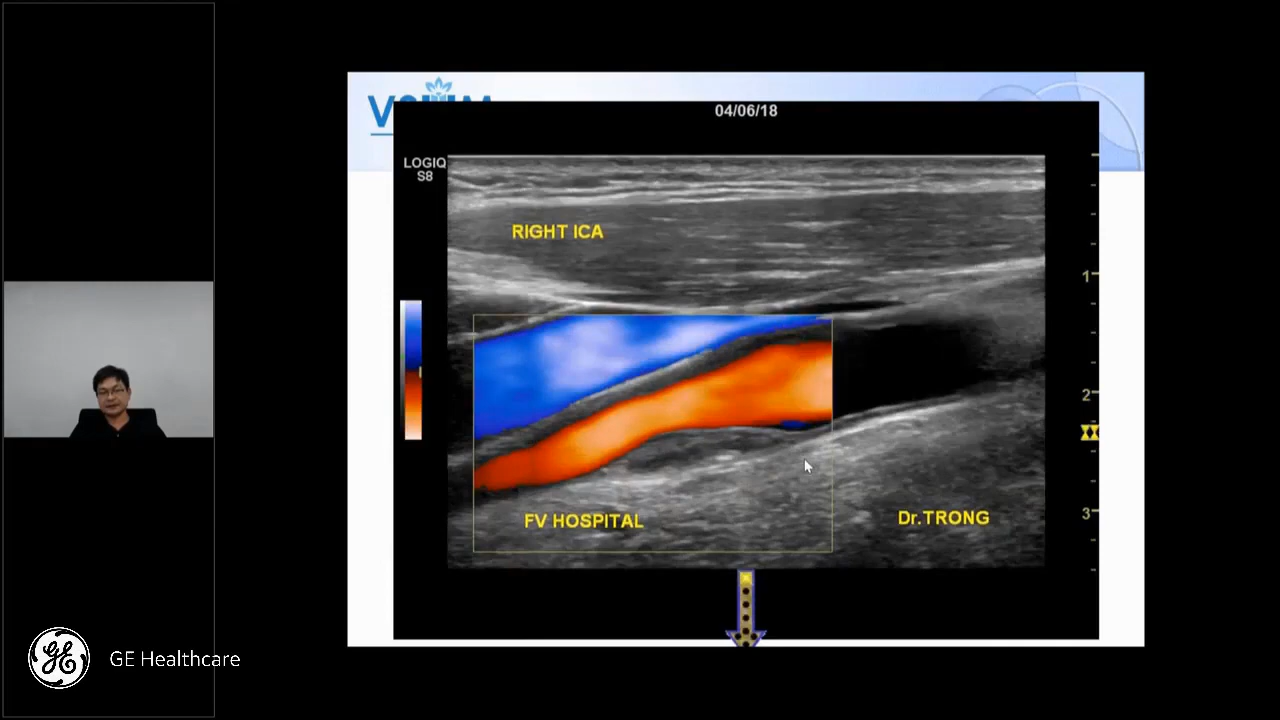 04/06/18
LOGIQ
S8
RIGHT ICA
1
2
3
FV HOSPITAL
Dr.TRONG
GE Healthcare